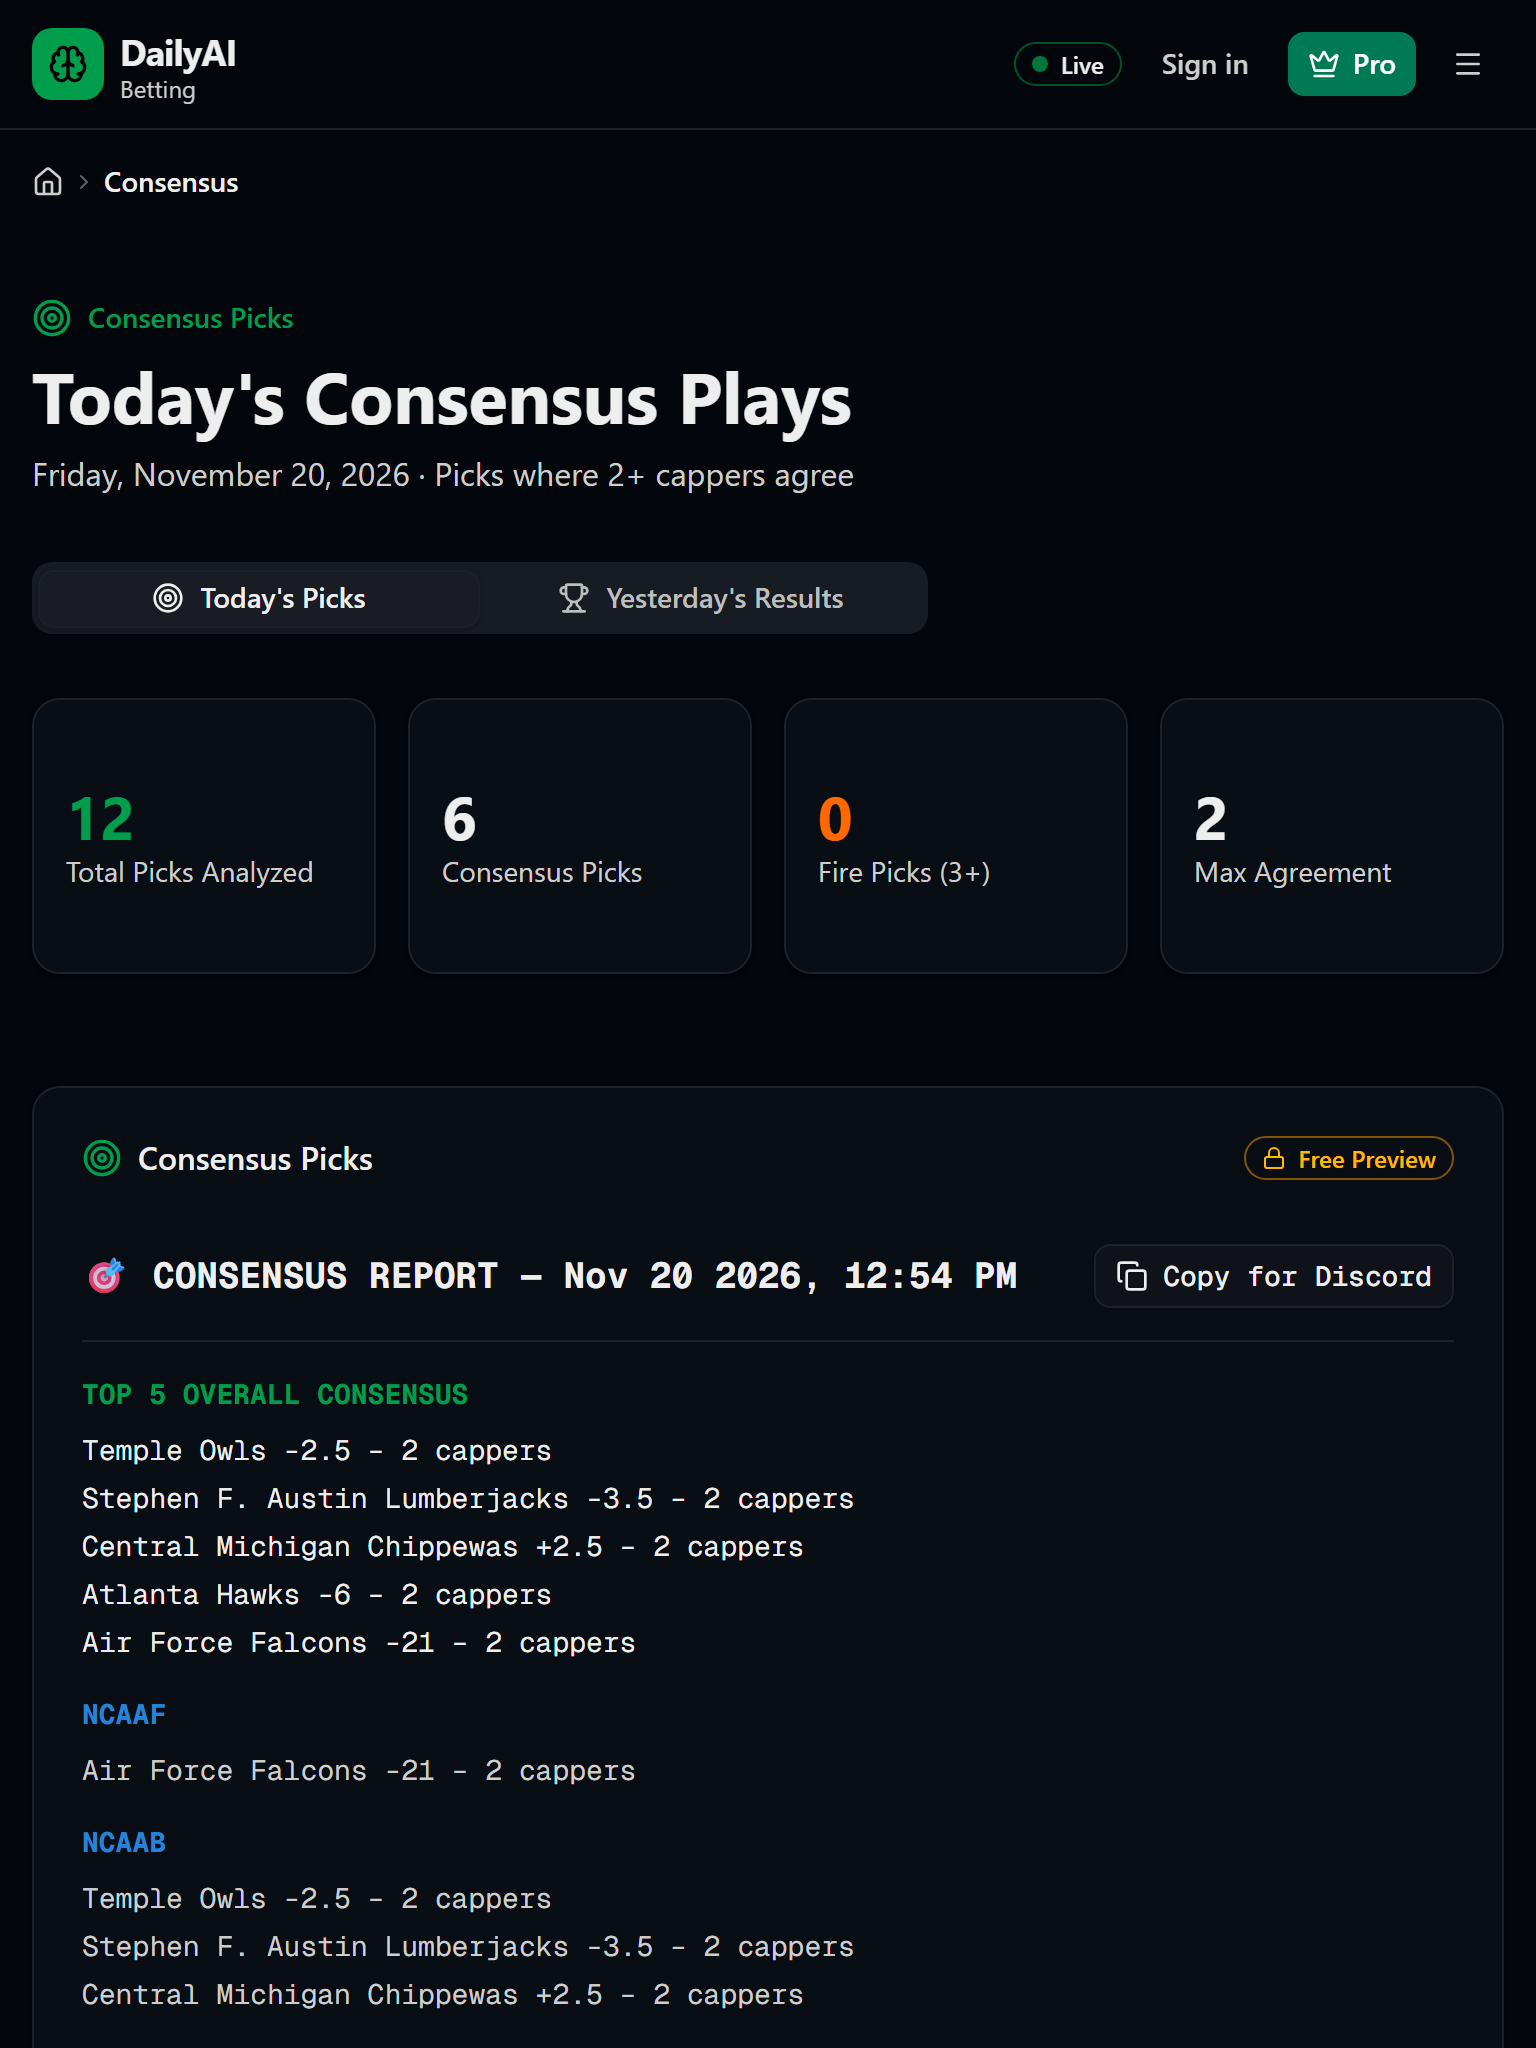 DailyAI
Betting
Live
Sign in
Pro
Consensus
Consensus Picks
Today's Consensus Plays
Friday, November 20, 2026 · Picks where 2+ cappers agree
Today's Picks
Yesterday's Results
12
Total Picks Analyzed
6
Consensus Picks
0
Fire Picks (3+)
2
Max Agreement
Consensus Picks
Free Preview
CONSENSUS REPORT — Nov 20 2026, 12:54 PM
Copy for Discord
TOP 5 OVERALL CONSENSUS
Temple Owls -2.5 – 2 cappers
Stephen F. Austin Lumberjacks -3.5 – 2 cappers
Central Michigan Chippewas +2.5 – 2 cappers
Atlanta Hawks -6 – 2 cappers
Air Force Falcons -21 – 2 cappers
NCAAF
Air Force Falcons -21 – 2 cappers
NCAAB
Temple Owls -2.5 – 2 cappers
Stephen F. Austin Lumberjacks -3.5 – 2 cappers
Central Michigan Chippewas +2.5 – 2 cappers